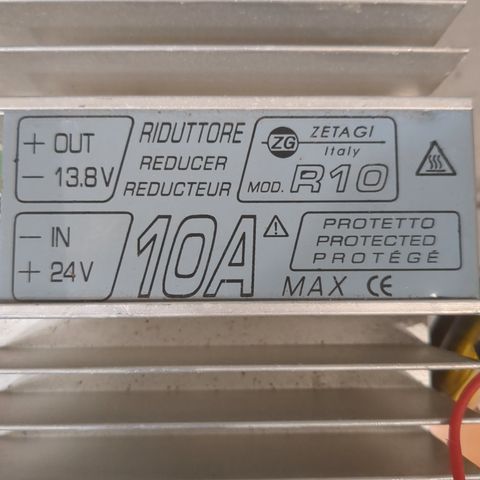 + OUT
- 13.8V
RIDUTTORE
REDUCER
REDUCTEUR
ZG ZETAGI
Italy
MOD. R10
- IN
+ 24V
10A
MAX CE
PROTETTO
PROTECTED
PROTÉGÉ